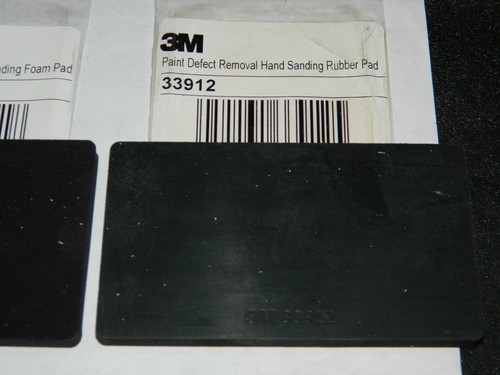 3M
Paint Defect Removal Hand Sanding Rubber Pad
33912
nding Foam Pad